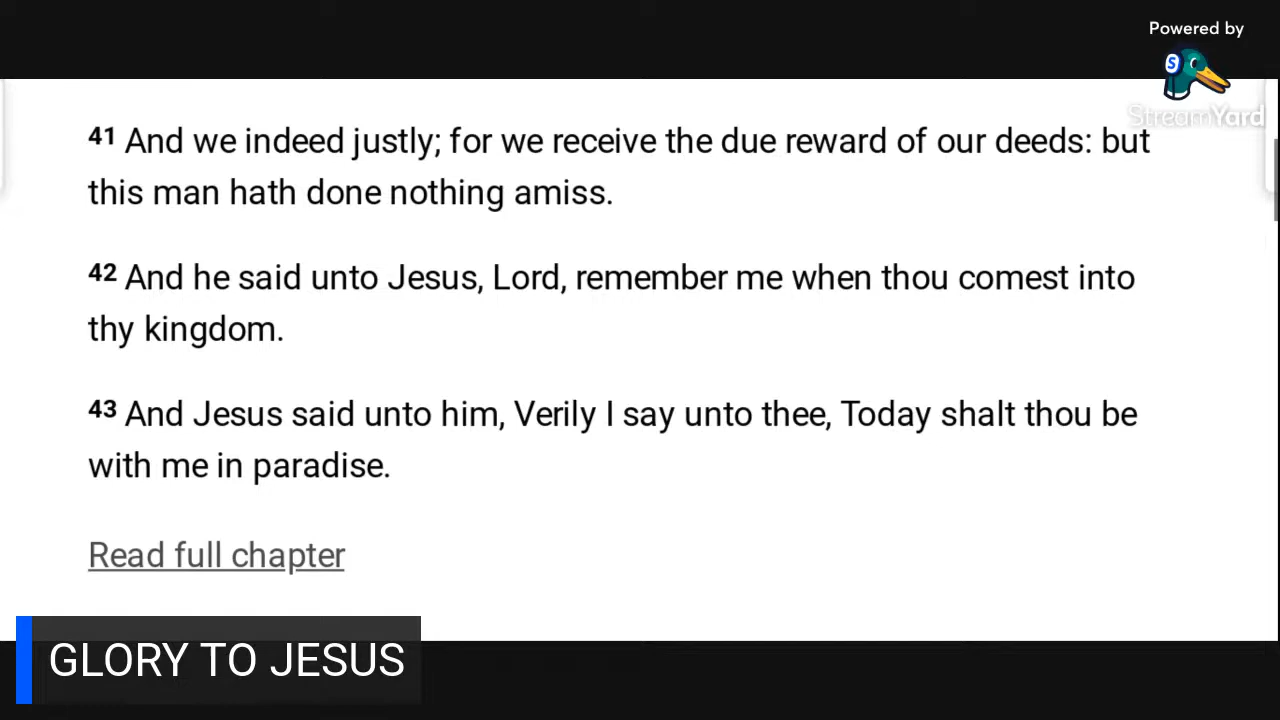 Powered by
S
StreamYard
41 And we indeed justly; for we receive the due reward of our deeds: but
this man hath done nothing amiss.
42 And he said unto Jesus, Lord, remember me when thou comest into
thy kingdom.
43 And Jesus said unto him, Verily I say unto thee, Today shalt thou be
with me in paradise.
Read full chapter
GLORY TO JESUS